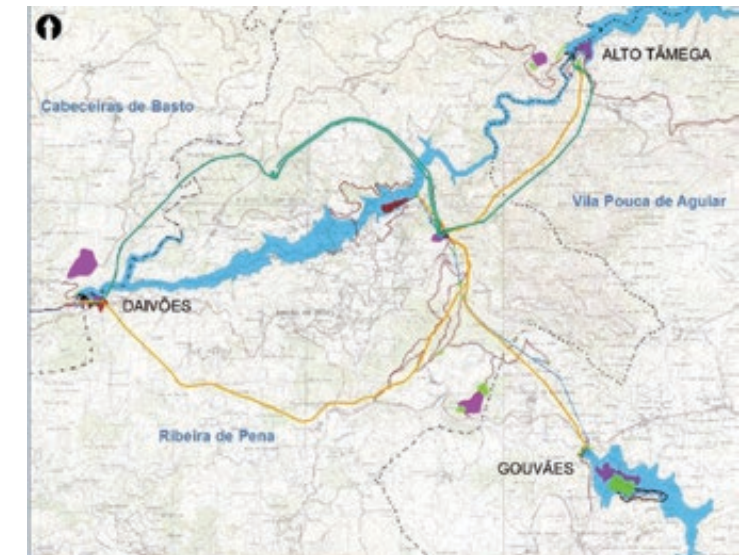 ALTO TÂMEGA
Cabeceiras de Basto
Vila Pouca de Aguiar
DAIVÕES
Ribeira de Pena
GOUVÃES